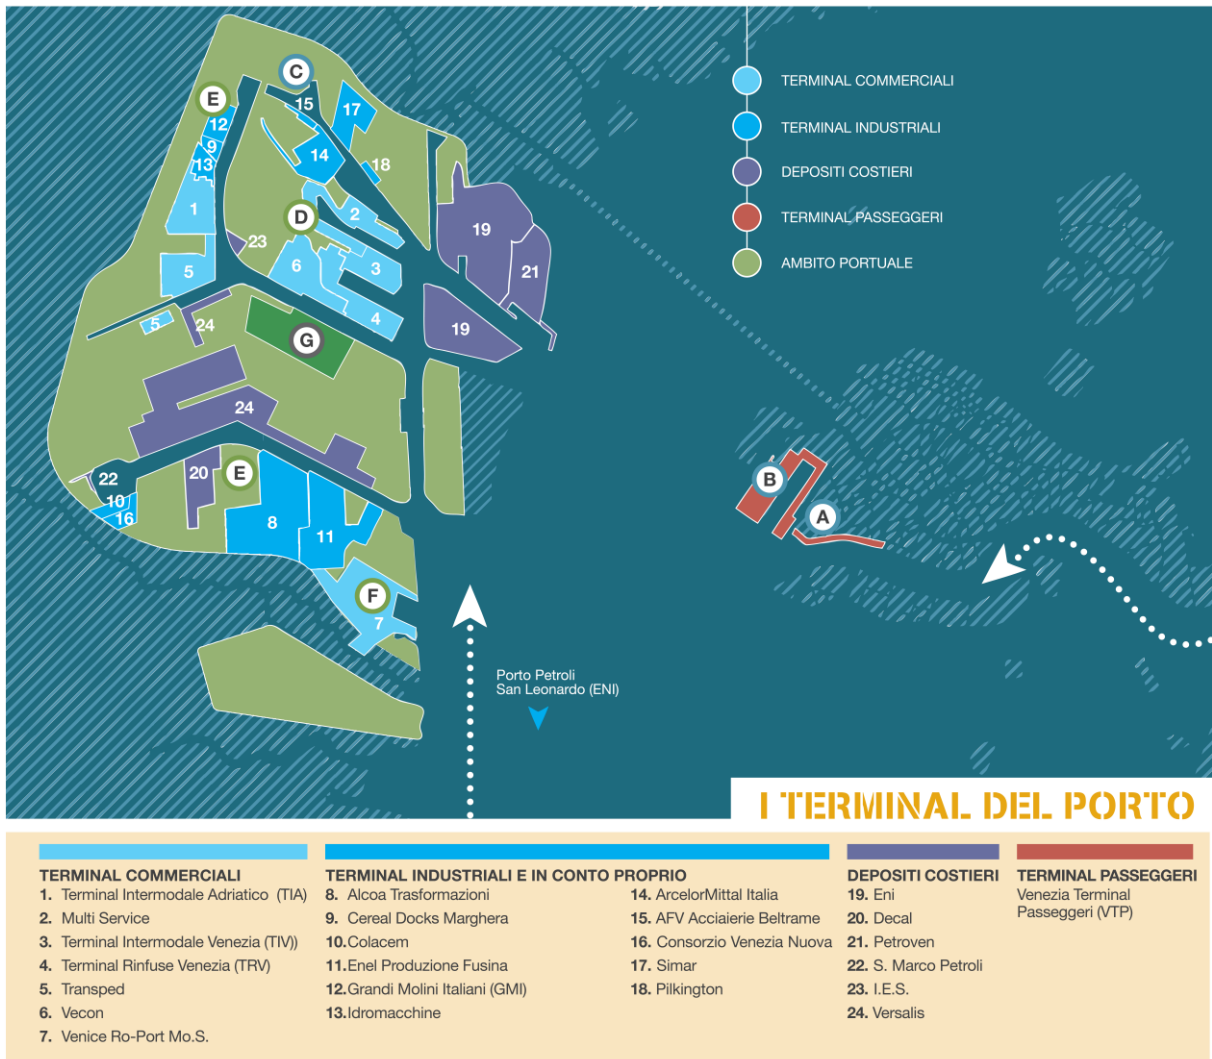 C
E
15
17
12
9
13
14
18
1
D
2
19
23
6
3
21
5
5
24
4
19
G
24
22
20
E
B
10
16
8
11
A
F
7
TERMINAL COMMERCIALI
TERMINAL INDUSTRIALI
DEPOSITI COSTIERI
TERMINAL PASSEGGERI
AMBITO PORTUALE
Porto Petroli
San Leonardo (ENI)
I TERMINAL DEL PORTO
TERMINAL COMMERCIALI
1. Terminal Intermodale Adriatico (TIA)
2. Multi Service
3. Terminal Intermodale Venezia (TIV))
4. Terminal Rinfuse Venezia (TRV)
5. Transped
6. Vecon
7. Venice Ro-Port Mo.S.
TERMINAL INDUSTRIALI E IN CONTO PROPRIO
8. Alcoa Trasformazioni
9. Cereal Docks Marghera
10.Colacem
11.Enel Produzione Fusina
12.Grandi Molini Italiani (GMI)
13.Idromacchine
14. ArcelorMittal Italia
15. AFV Acciaierie Beltrame
16. Consorzio Venezia Nuova
17. Simar
18. Pilkington
DEPOSITI COSTIERI
19. Eni
20. Decal
21. Petroven
22. S. Marco Petroli
23. I.E.S.
24. Versalis
TERMINAL PASSEGGERI
Venezia Terminal
Passeggeri (VTP)